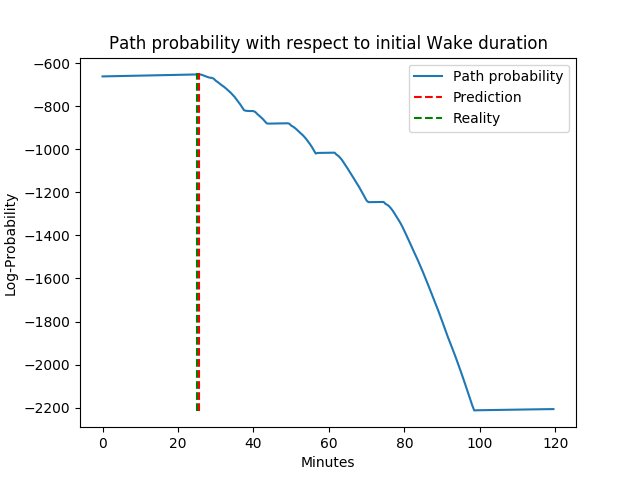 Path probability with respect to initial Wake duration
−600
−800
−1000
−1200
−1400
−1600
−1800
−2000
−2200
Log-Probability
Path probability
Prediction
Reality
0 20 40 60 80 100 120
Minutes